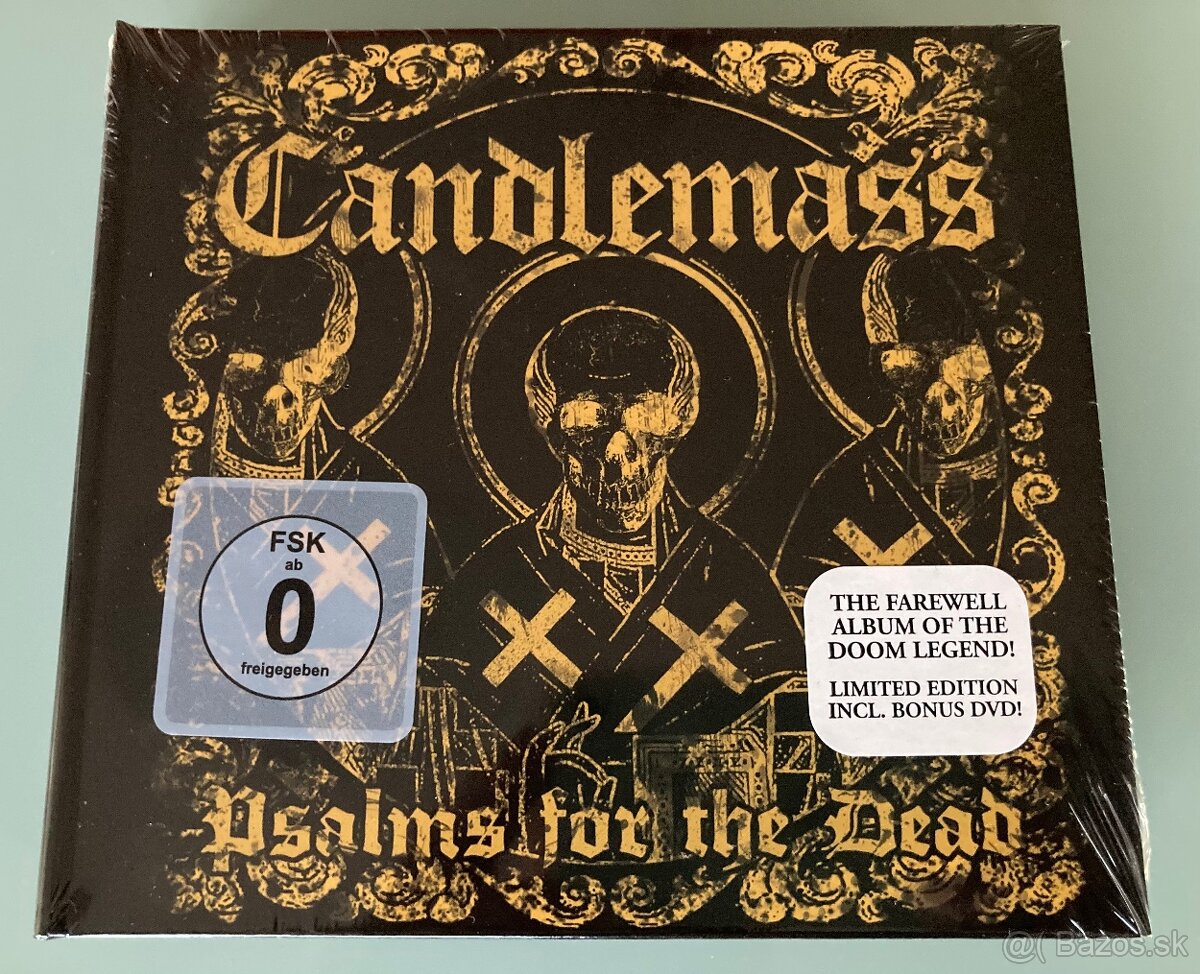 Candlemass
FSK
ab
0
freigegeben
THE FAREWELL
ALBUM OF THE
DOOM LEGEND!
LIMITED EDITION
INCL. BONUS DVD!
Psalms for the Dead
@( Bazos.sk